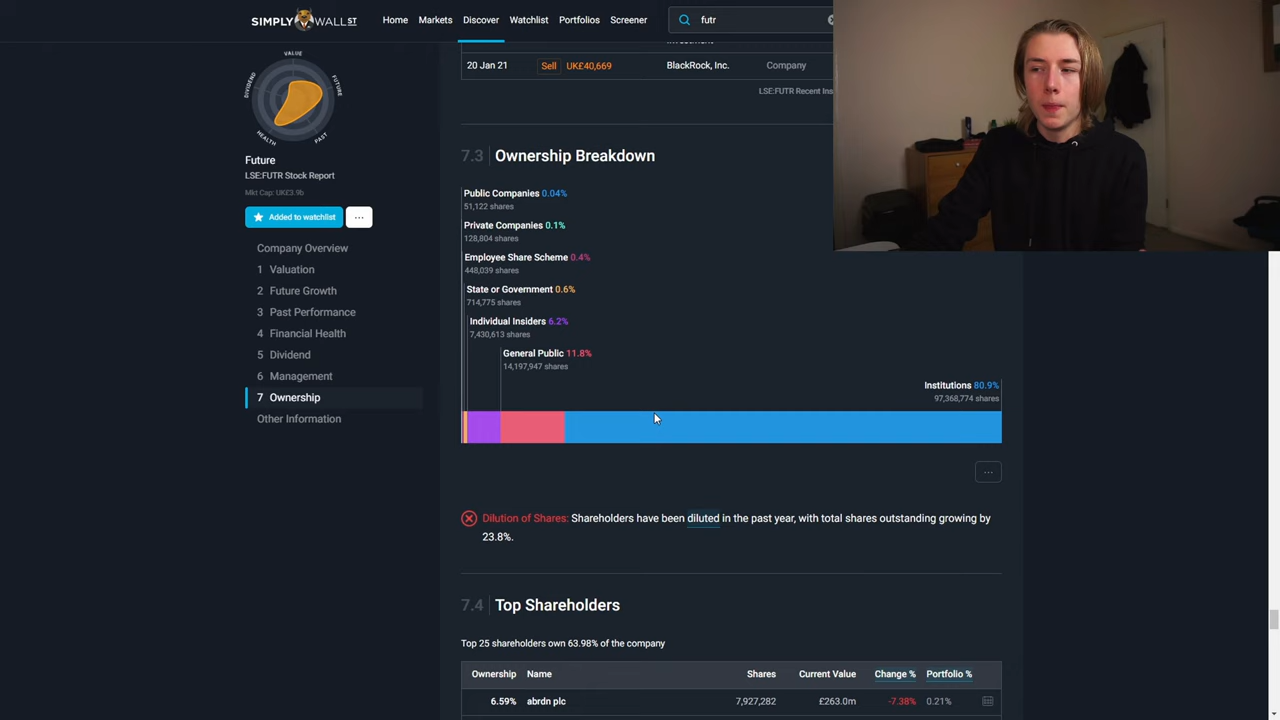 SIMPLY WALL ST
Home Markets Discover Watchlist Portfolios Screener
futr
VALUE
FUTURE
PAST
HEALTH
DIVIDEND
Future
LSE:FUTR Stock Report
Mkt Cap: UK£3.9b
Added to watchlist
...
Company Overview
1 Valuation
2 Future Growth
3 Past Performance
4 Financial Health
5 Dividend
6 Management
7 Ownership
Other Information
20 Jan 21 Sell UK£40,669 BlackRock, Inc. Company
LSE:FUTR Recent Ins
7.3 Ownership Breakdown
Public Companies 0.04%
51,122 shares
Private Companies 0.1%
128,804 shares
Employee Share Scheme 0.4%
448,039 shares
State or Government 0.6%
714,775 shares
Individual Insiders 6.2%
7,430,613 shares
General Public 11.8%
14,197,947 shares
Institutions 80.9%
97,368,774 shares
...
Dilution of Shares: Shareholders have been diluted in the past year, with total shares outstanding growing by
23.8%.
7.4 Top Shareholders
Top 25 shareholders own 63.98% of the company
Ownership Name Shares Current Value Change % Portfolio %
6.59% abrdn plc 7,927,282 £263.0m -7.38% 0.21%